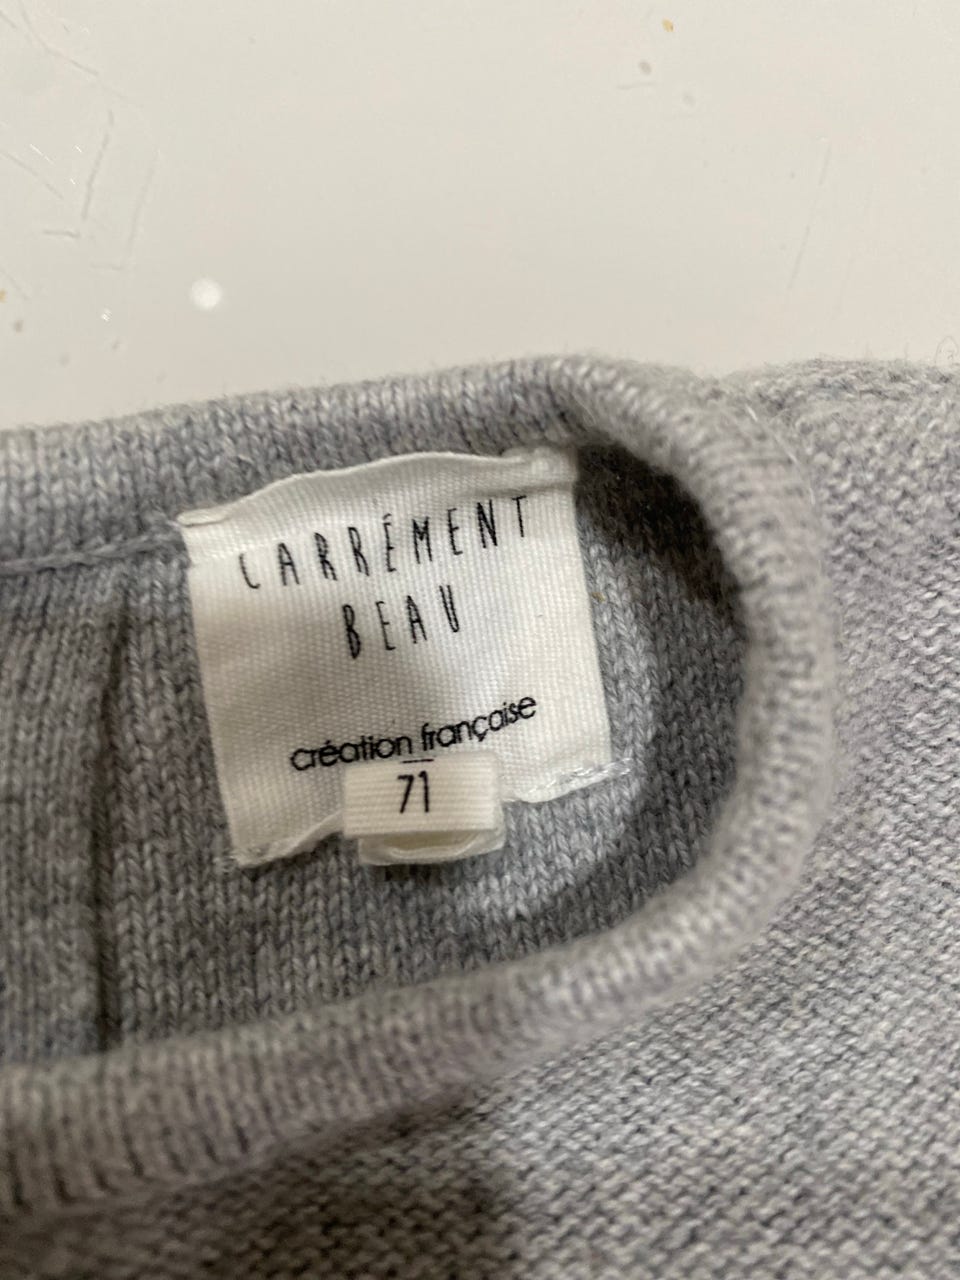 CARRÉMENT
BEAU
création française
71